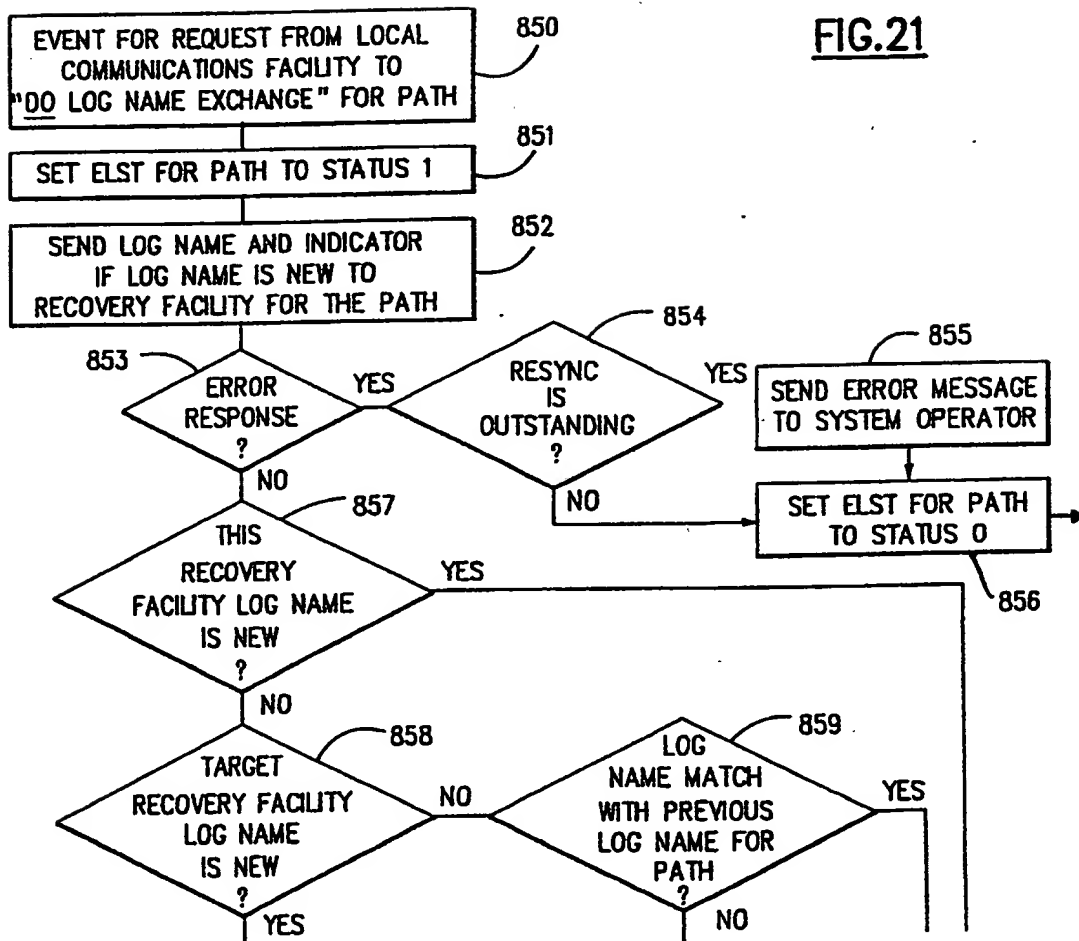 FIG.21
EVENT FOR REQUEST FROM LOCAL
COMMUNICATIONS FACILITY TO
"DO LOG NAME EXCHANGE" FOR PATH
850
SET ELST FOR PATH TO STATUS 1
851
SEND LOG NAME AND INDICATOR
IF LOG NAME IS NEW TO
RECOVERY FACILITY FOR THE PATH
852
853
ERROR
RESPONSE
?
YES
NO
854
RESYNC
IS
OUTSTANDING
?
YES
NO
855
SEND ERROR MESSAGE
TO SYSTEM OPERATOR
SET ELST FOR PATH
TO STATUS 0
856
857
THIS
RECOVERY
FACILITY LOG NAME
IS NEW
?
YES
NO
858
TARGET
RECOVERY FACILITY
LOG NAME
IS NEW
?
NO
YES
859
LOG
NAME MATCH
WITH PREVIOUS
LOG NAME FOR
PATH
?
YES
NO